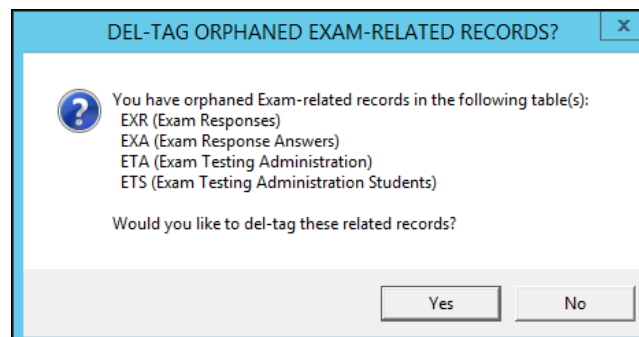 DEL-TAG ORPHANED EXAM-RELATED RECORDS?
x
You have orphaned Exam-related records in the following table(s):
EXR (Exam Responses)
EXA (Exam Response Answers)
ETA (Exam Testing Administration)
ETS (Exam Testing Administration Students)
Would you like to del-tag these related records?
Yes No